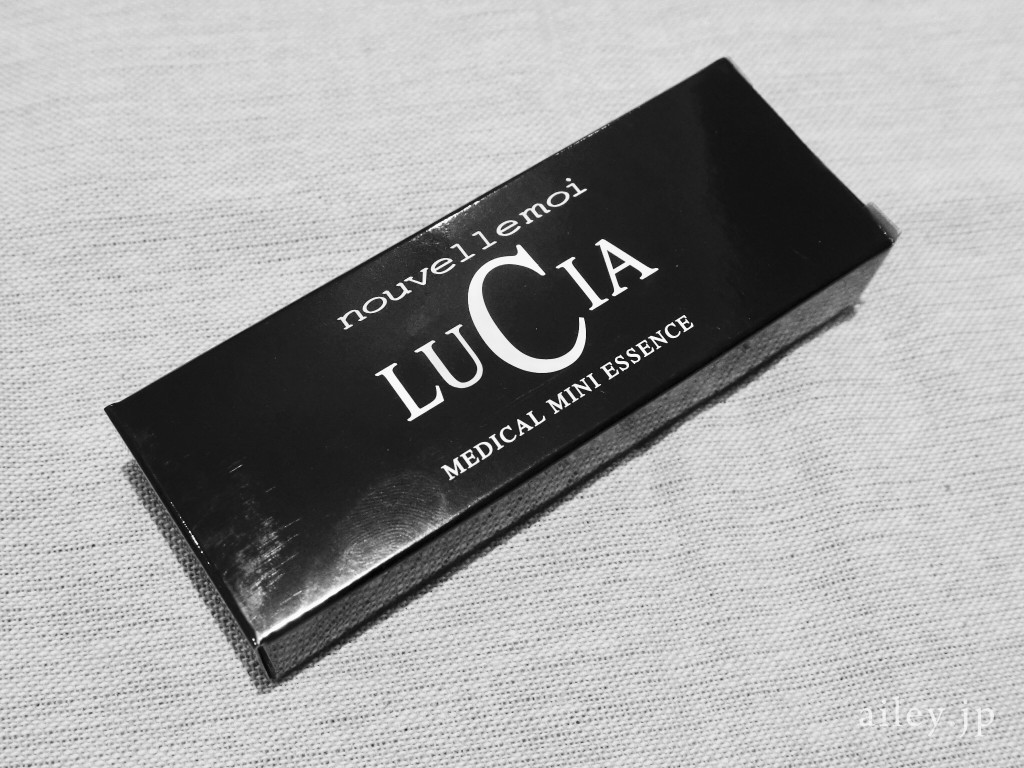 nouvellemoi
LUCIA
MEDICAL MINI ESSENCE
ailey.jp